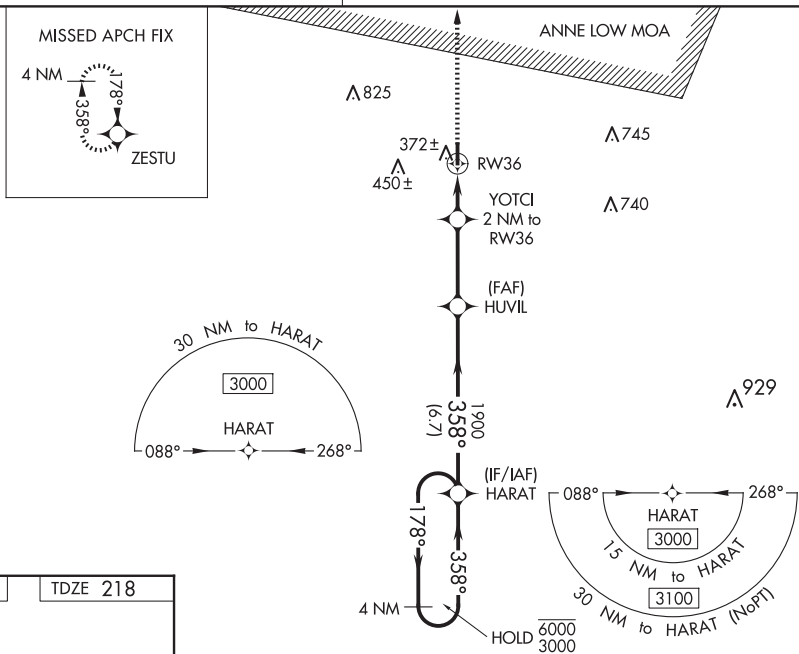 MISSED APCH FIX
4 NM
178°
358°
ZESTU
ANNE LOW MOA
825
745
372±
RW36
450±
YOTCI
2 NM to
RW36
740
(FAF)
HUVIL
30 NM to HARAT
3000
HARAT
088°
268°
929
1900
358°
(6.7)
(IF/IAF)
HARAT
178°
358°
4 NM
HOLD
6000
3000
088°
268°
HARAT
3000
15 NM to HARAT
3100
30 NM to HARAT (NoPT)
TDZE 218